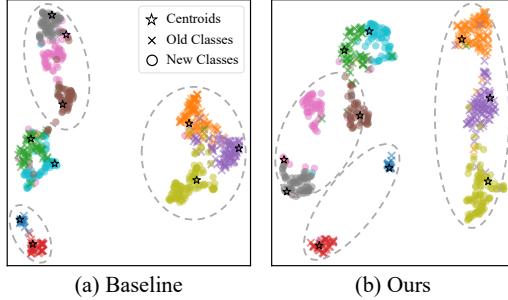 Centroids
Old Classes
New Classes
(a) Baseline
(b) Ours